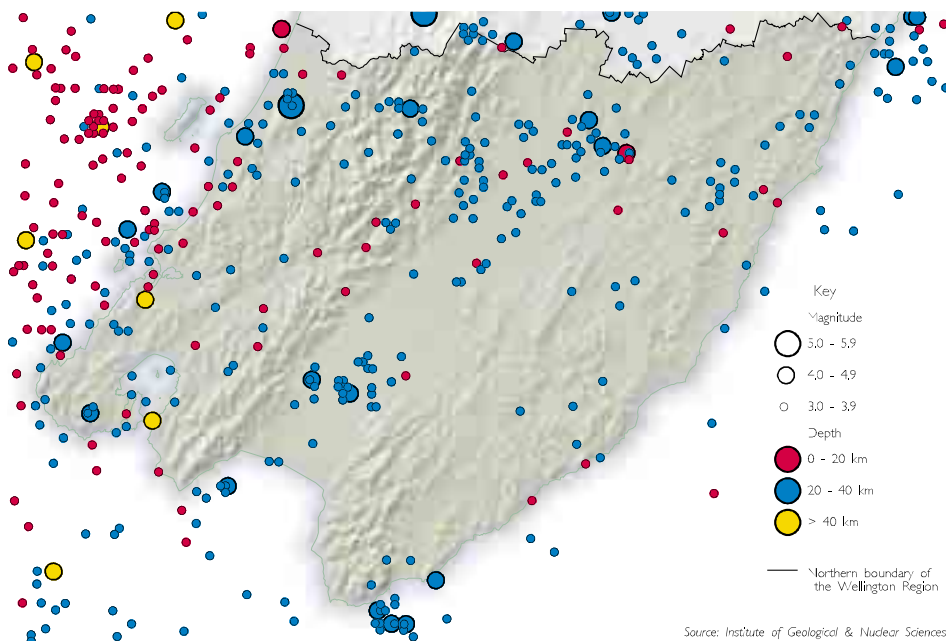 Key
Magnitude
5.0 - 5.9
4.0 - 4.9
3.0 - 3.9
Depth
0 - 20 km
20 - 40 km
> 40 km
Northern boundary of
the Wellington Region
Source: Institute of Geological & Nuclear Sciences